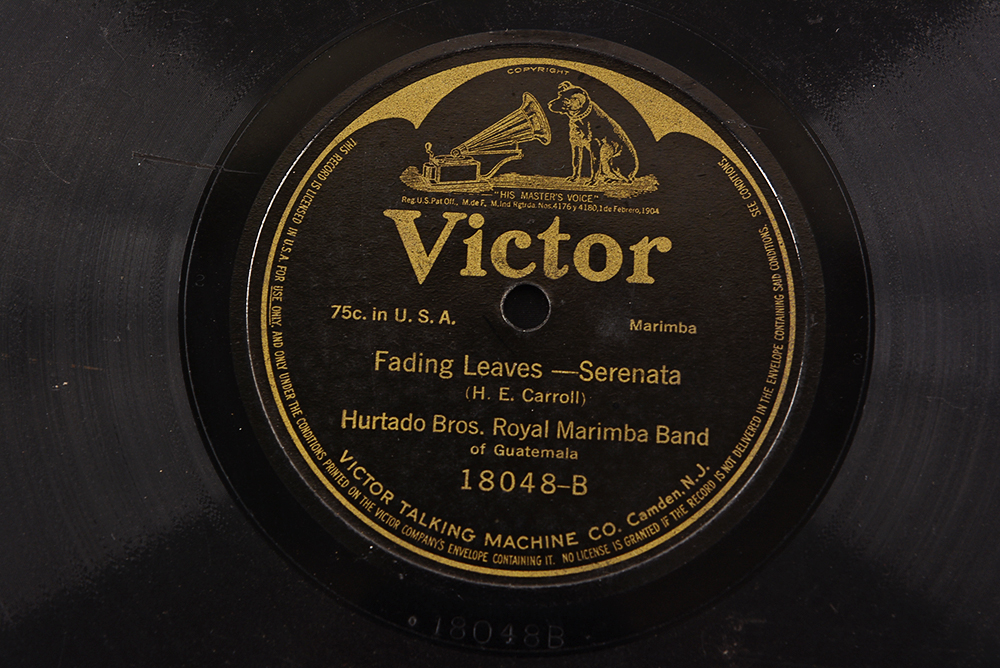 COPYRIGHT
"HIS MASTER'S VOICE"
Reg.U.S.Pat.Off., M.de F. M.Ind Rgtrda. Nos.4176 y 4180,1 de Febrero,1904
Victor
75c. in U. S. A.
Marimba
Fading Leaves —Serenata
(H. E. Carroll)
Hurtado Bros. Royal Marimba Band
of Guatemala
18048-B
VICTOR TALKING MACHINE CO. Camden, N.J.
THIS RECORD IS LICENSED IN U.S.A. FOR USE ONLY, AND ONLY UNDER THE CONDITIONS PRINTED ON THE VICTOR COMPANY'S ENVELOPE CONTAINING IT. NO LICENSE IS GRANTED IF THE RECORD IS NOT DELIVERED IN THE ENVELOPE CONTAINING SAID CONDITIONS. SEE CONDITIONS.
18048B